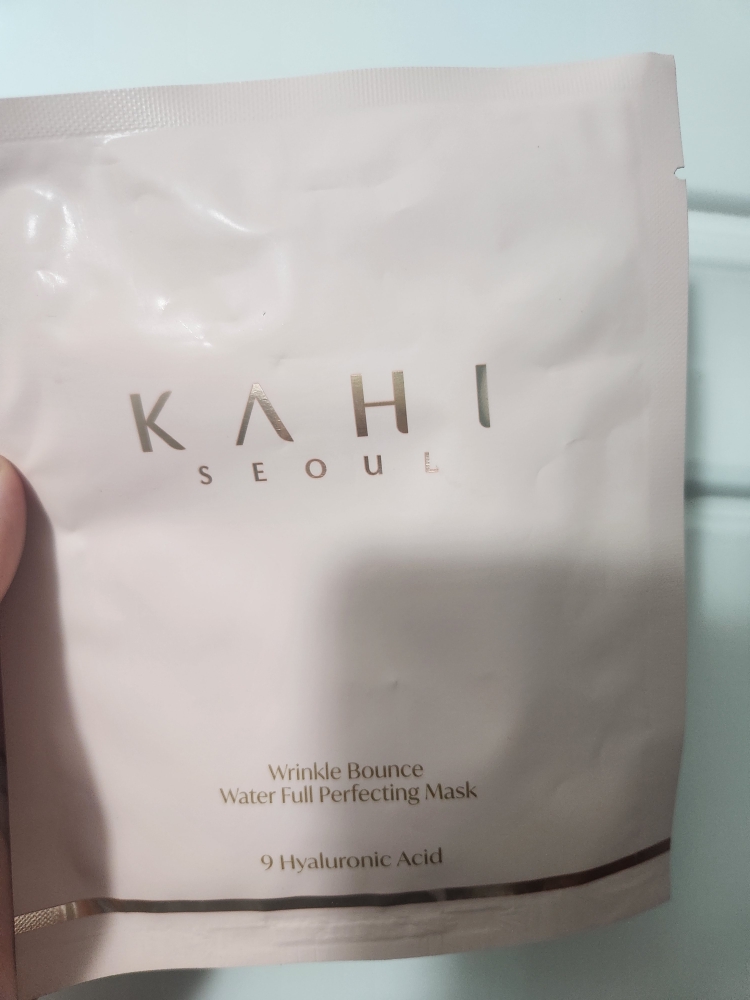 KAHI
SEOUL
Wrinkle Bounce
Water Full Perfecting Mask
9 Hyaluronic Acid